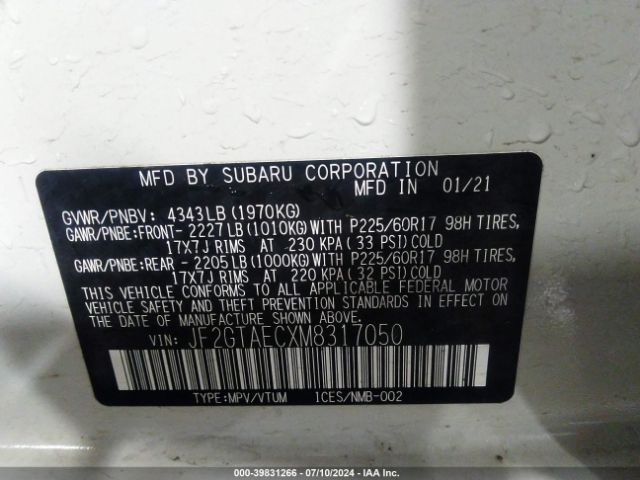 MFD BY SUBARU CORPORATION
MFD IN 01/21
GVWR/PNBV: 4343LB(1970KG)
GAWR/PNBE:FRONT- 2227LB(1010KG)WITH P225/60R17 98H TIRES,
17X7J RIMS AT 230 KPA( 33 PSI)COLD
GAWR/PNBE:REAR - 2205LB(1000KG)WITH P225/60R17 98H TIRES,
17X7J RIMS AT 220 KPA( 32 PSI)COLD
THIS VEHICLE CONFORMS TO ALL APPLICABLE FEDERAL MOTOR
VEHICLE SAFETY AND THEFT PREVENTION STANDARDS IN EFFECT
ON THE DATE OF MANUFACTURE SHOWN ABOVE.
VIN: JF2GTAECXM8317050
TYPE:MPV/VTUM ICES/NMB-002
000-39831266 - 07/10/2024 - IAA Inc.